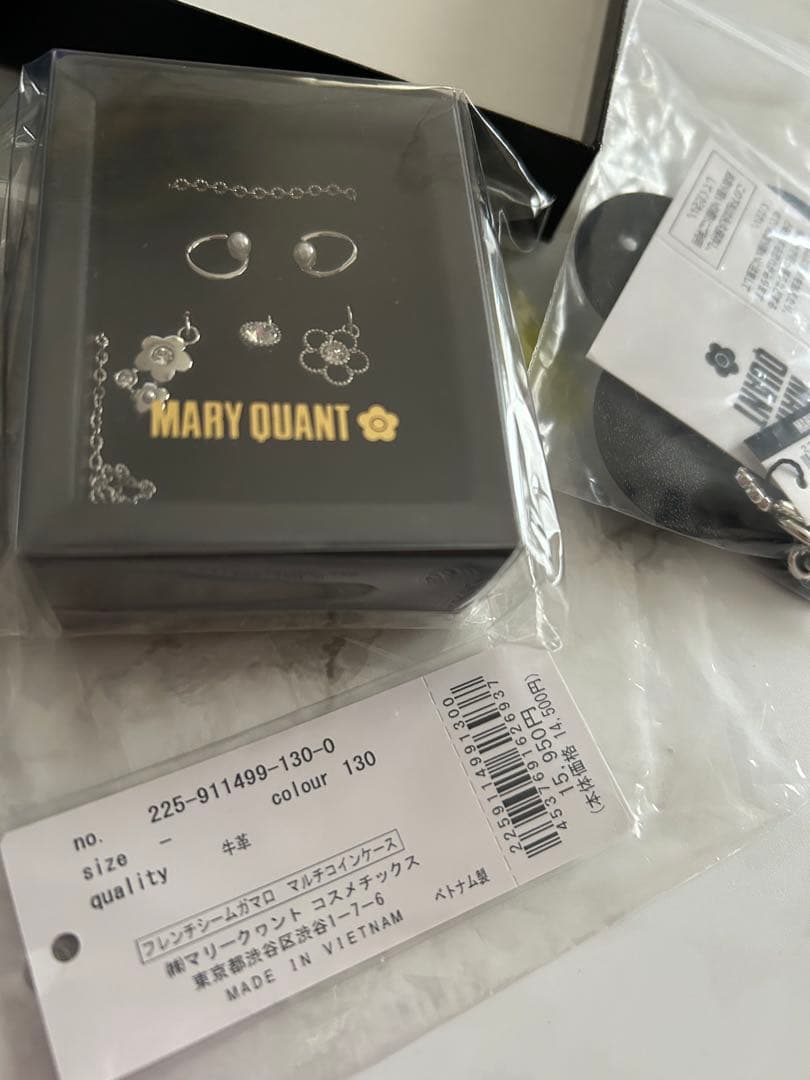 MARY QUANT
QUANT
no. 225-911499-130-0
size - colour 130
quality 牛革
フレンチシームガマロ マルチコインケース
㈱マリークヮント コスメチックス
東京都渋谷区渋谷1-7-6
MADE IN VIETNAM
ベトナム製
2259114991300
4537691626937
15,950円
(本体価格 14,500円)